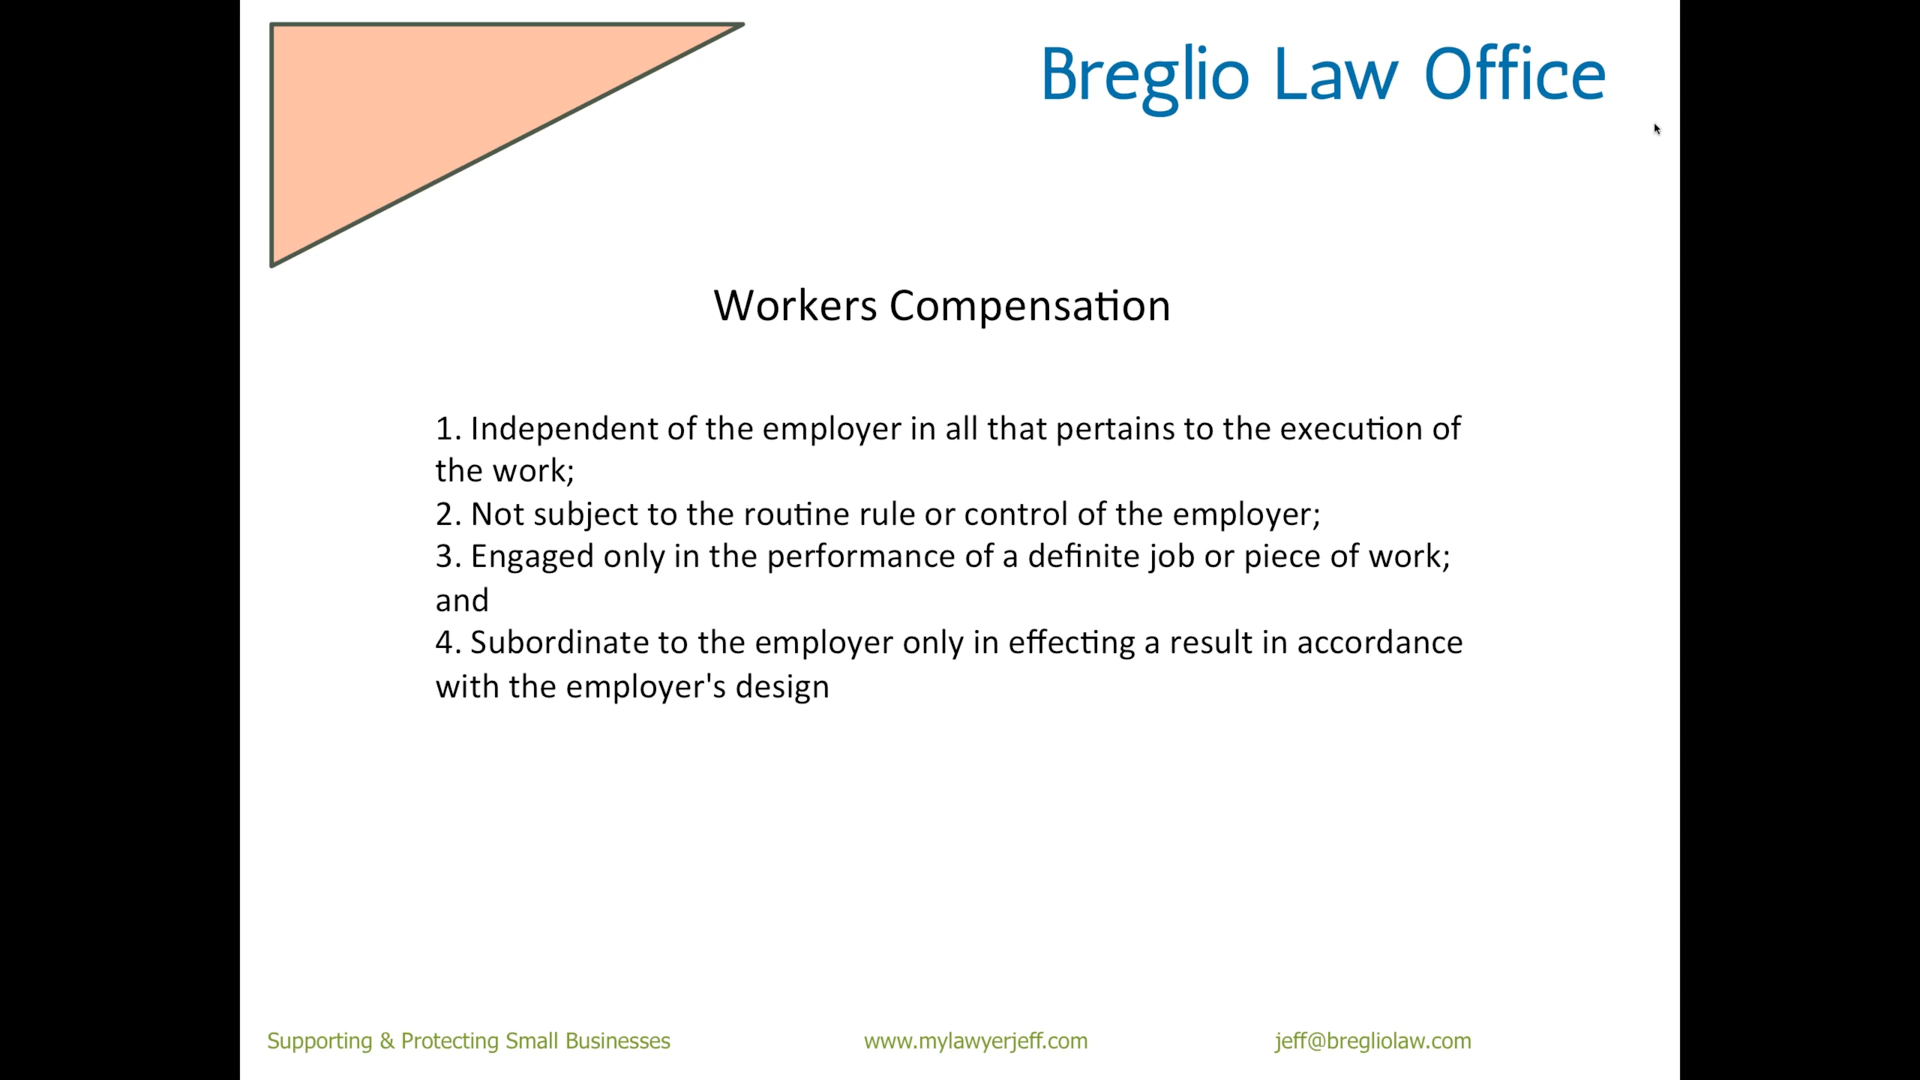 Breglio Law Office
Workers Compensation
1. Independent of the employer in all that pertains to the execution of
the work;
2. Not subject to the routine rule or control of the employer;
3. Engaged only in the performance of a definite job or piece of work;
and
4. Subordinate to the employer only in effecting a result in accordance
with the employer's design
Supporting & Protecting Small Businesses
www.mylawyerjeff.com
jeff@bregliolaw.com